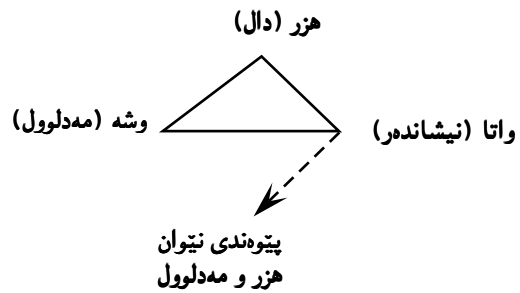 هزر (دال)
واتا (نیشاندەر)
وشە (مەدلوول)
پێوەندی نێوان
هزر و مەدلوول